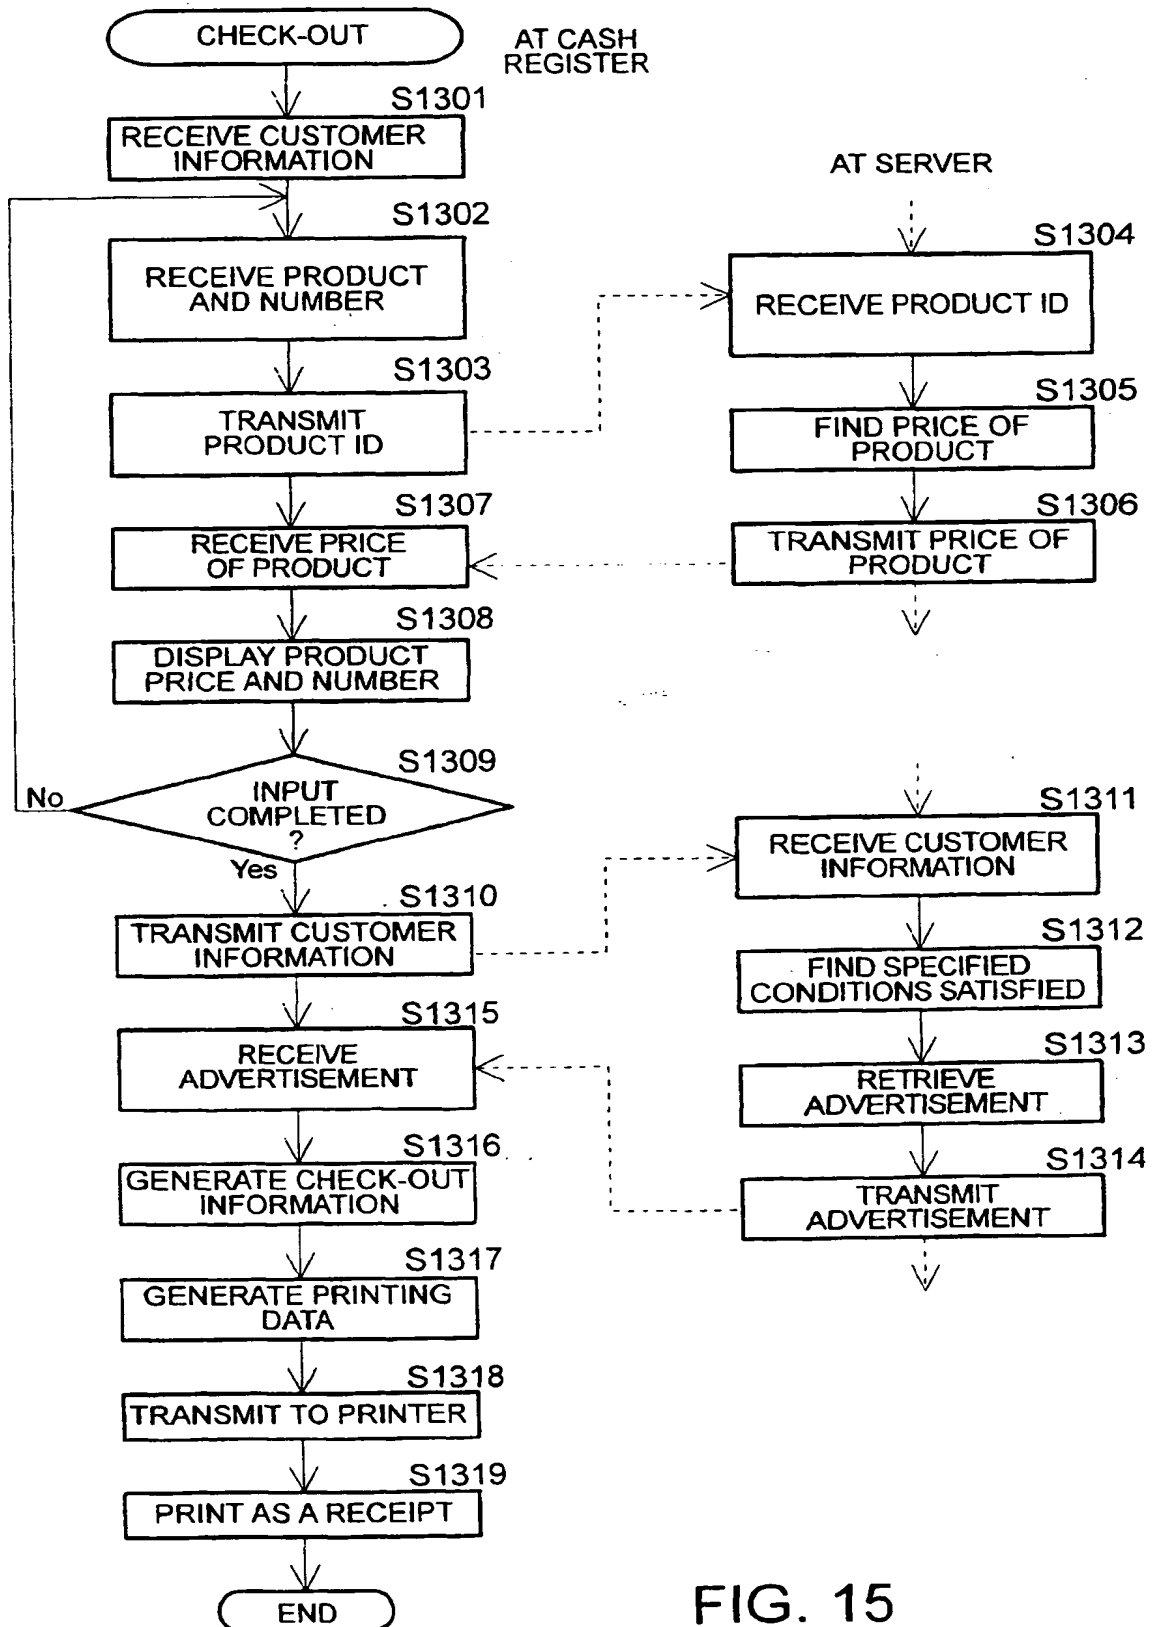 CHECK-OUT
AT CASH
REGISTER
S1301
RECEIVE CUSTOMER
INFORMATION
S1302
RECEIVE PRODUCT
AND NUMBER
S1303
TRANSMIT
PRODUCT ID
AT SERVER
S1304
RECEIVE PRODUCT ID
S1305
FIND PRICE OF
PRODUCT
S1306
TRANSMIT PRICE OF
PRODUCT
S1307
RECEIVE PRICE
OF PRODUCT
S1308
DISPLAY PRODUCT
PRICE AND NUMBER
S1309
INPUT
COMPLETED
?
No
Yes
S1310
TRANSMIT CUSTOMER
INFORMATION
S1311
RECEIVE CUSTOMER
INFORMATION
S1312
FIND SPECIFIED
CONDITIONS SATISFIED
S1313
RETRIEVE
ADVERTISEMENT
S1314
TRANSMIT
ADVERTISEMENT
S1315
RECEIVE
ADVERTISEMENT
S1316
GENERATE CHECK-OUT
INFORMATION
S1317
GENERATE PRINTING
DATA
S1318
TRANSMIT TO PRINTER
S1319
PRINT AS A RECEIPT
END
FIG. 15